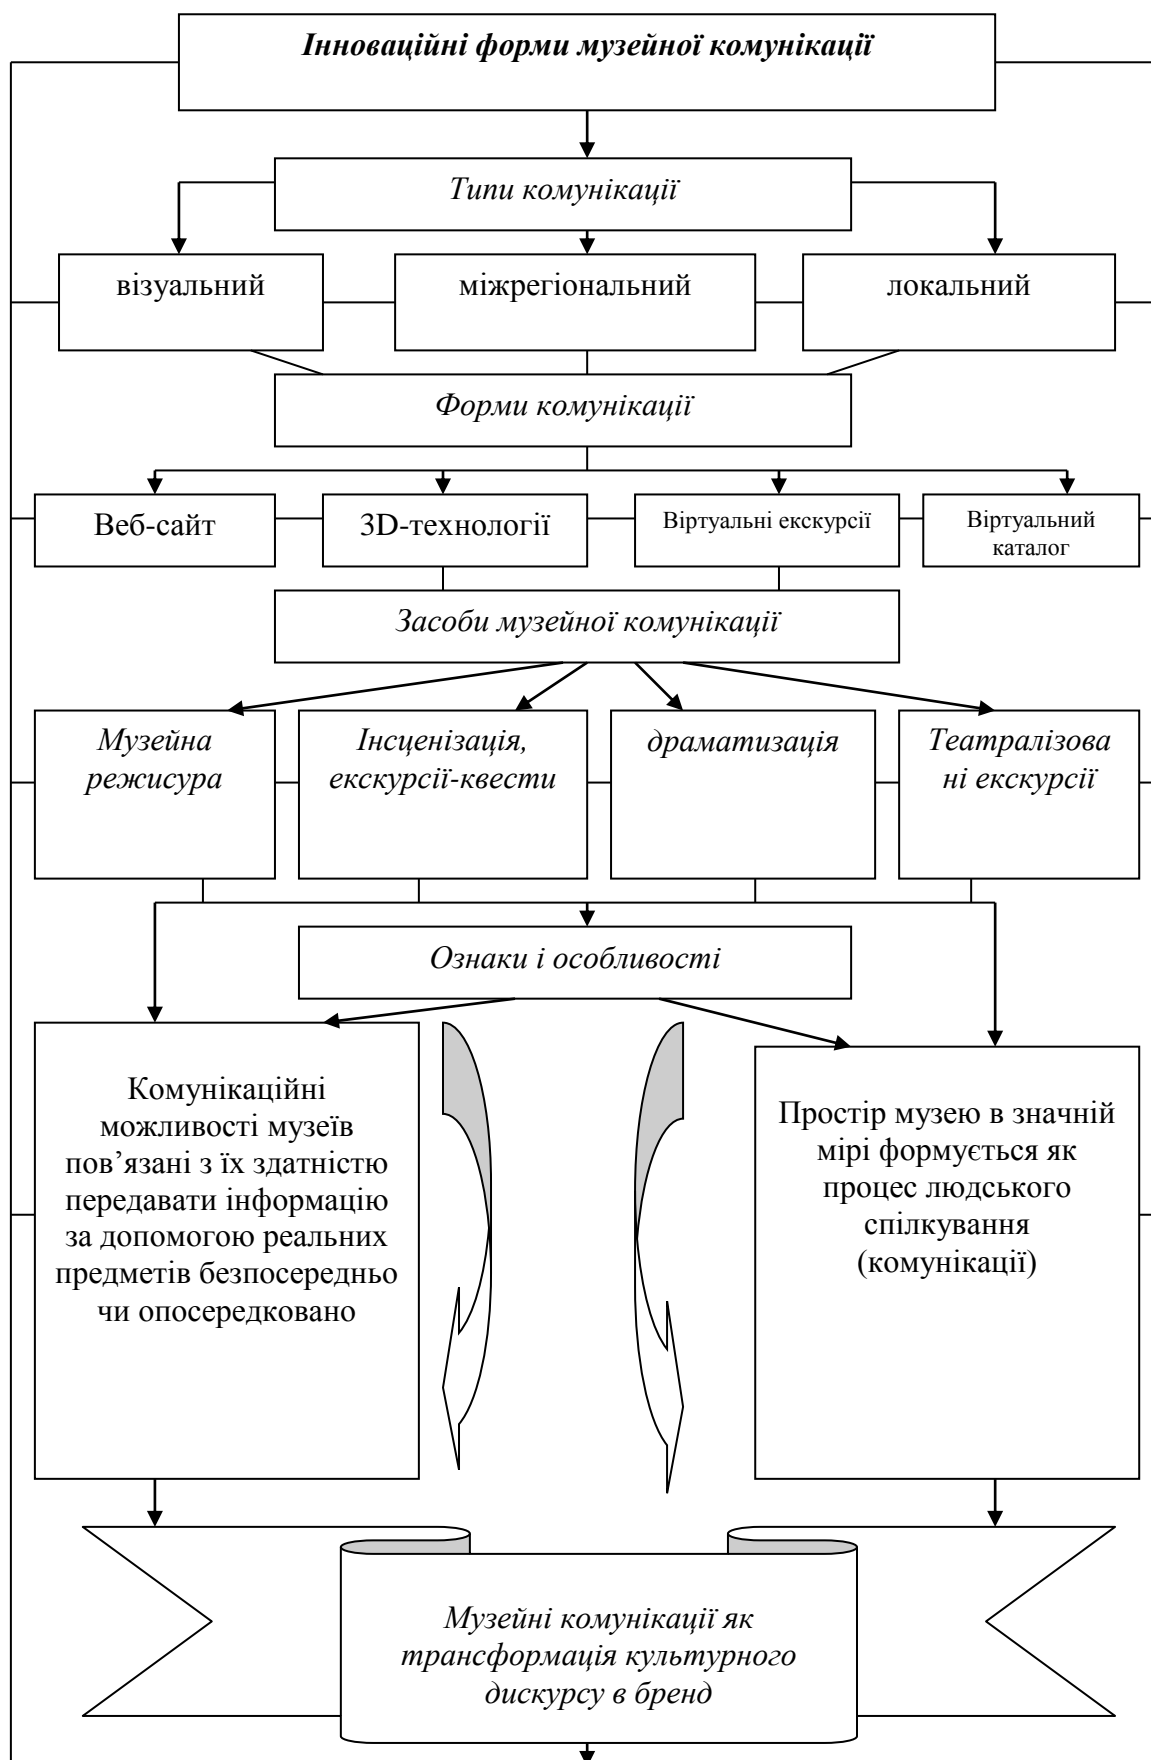 Інноваційні форми музейної комунікації
Типи комунікації
візуальний
міжрегіональний
локальний
Форми комунікації
Веб-сайт
3D-технології
Віртуальні екскурсії
Віртуальний
каталог
Засоби музейної комунікації
Музейна
режисура
Інсценізація,
екскурсії-квести
драматизація
Театралізова
ні екскурсії
Ознаки і особливості
Комунікаційні
можливості музеїв
пов’язані з їх здатністю
передавати інформацію
за допомогою реальних
предметів безпосередньо
чи опосередковано
Простір музею в значній
мірі формується як
процес людського
спілкування
(комунікації)
Музейні комунікації як
трансформація культурного
дискурсу в бренд